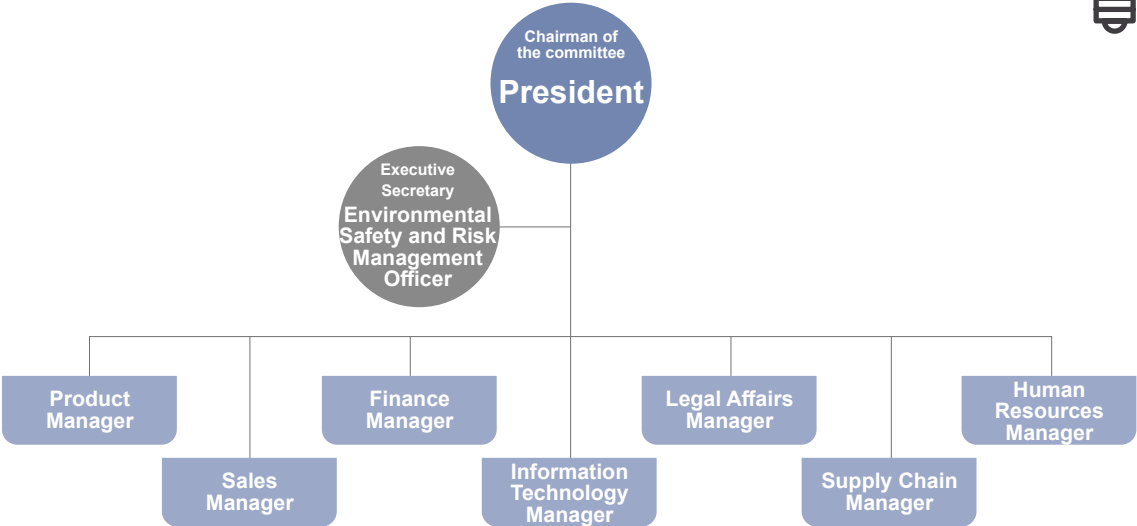 Chairman of
the committee
President
Executive
Secretary
Environmental
Safety and Risk
Management
Officer
Product
Manager
Finance
Manager
Legal Affairs
Manager
Human
Resources
Manager
Sales
Manager
Information
Technology
Manager
Supply Chain
Manager